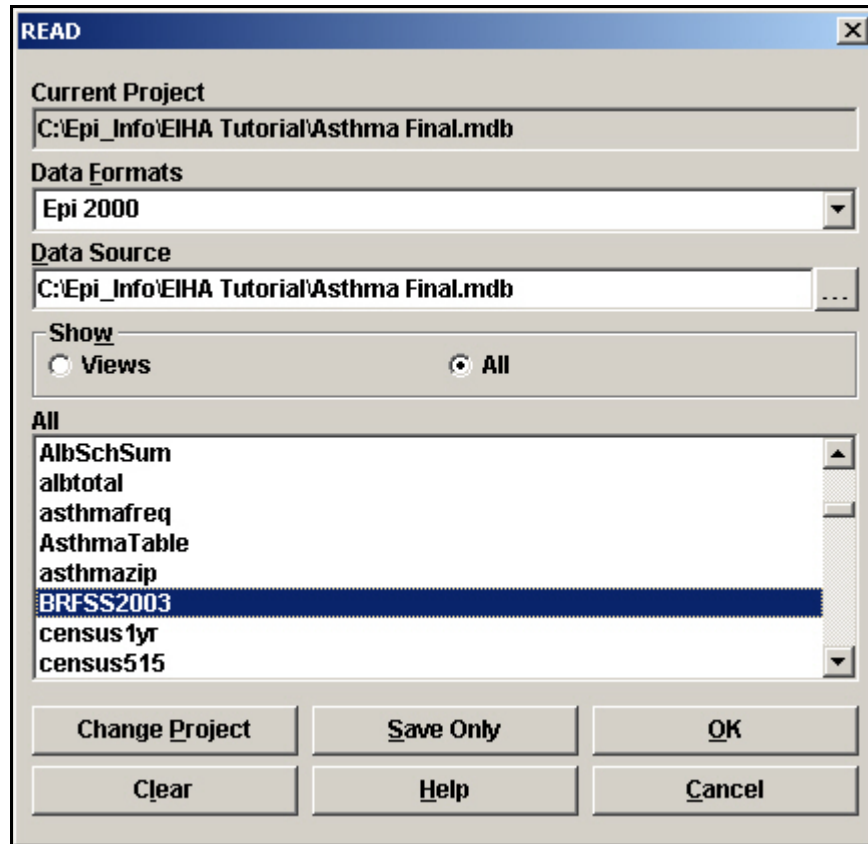 READ
Current Project
C:\Epi_Info\EIHA Tutorial\Asthma Final.mdb
Data Formats
Epi 2000
Data Source
C:\Epi_Info\EIHA Tutorial\Asthma Final.mdb
...
Show
Views All
All
AlbSchSum
albtotal
asthmafreq
AsthmaTable
asthmazip
BRFSS2003
census1yr
census515
Change Project Save Only OK
Clear Help Cancel